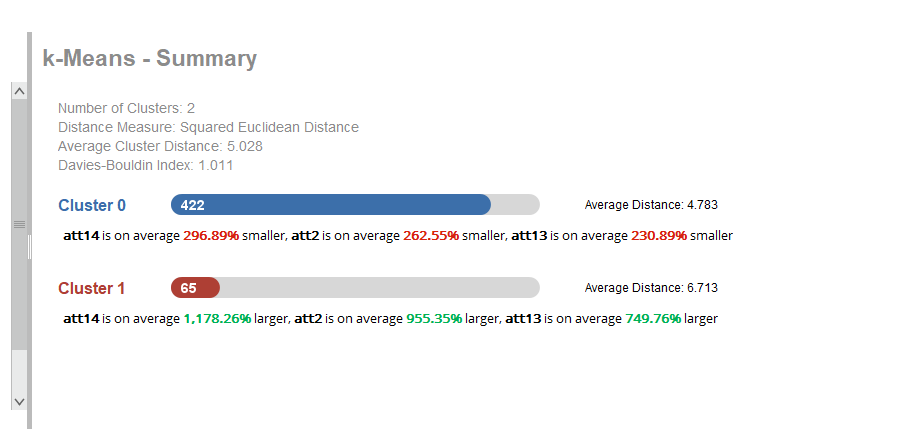 k-Means - Summary
Number of Clusters: 2
Distance Measure: Squared Euclidean Distance
Average Cluster Distance: 5.028
Davies-Bouldin Index: 1.011
Cluster 0 422 Average Distance: 4.783
att14 is on average 296.89% smaller, att2 is on average 262.55% smaller, att13 is on average 230.89% smaller
Cluster 1 65 Average Distance: 6.713
att14 is on average 1,178.26% larger, att2 is on average 955.35% larger, att13 is on average 749.76% larger